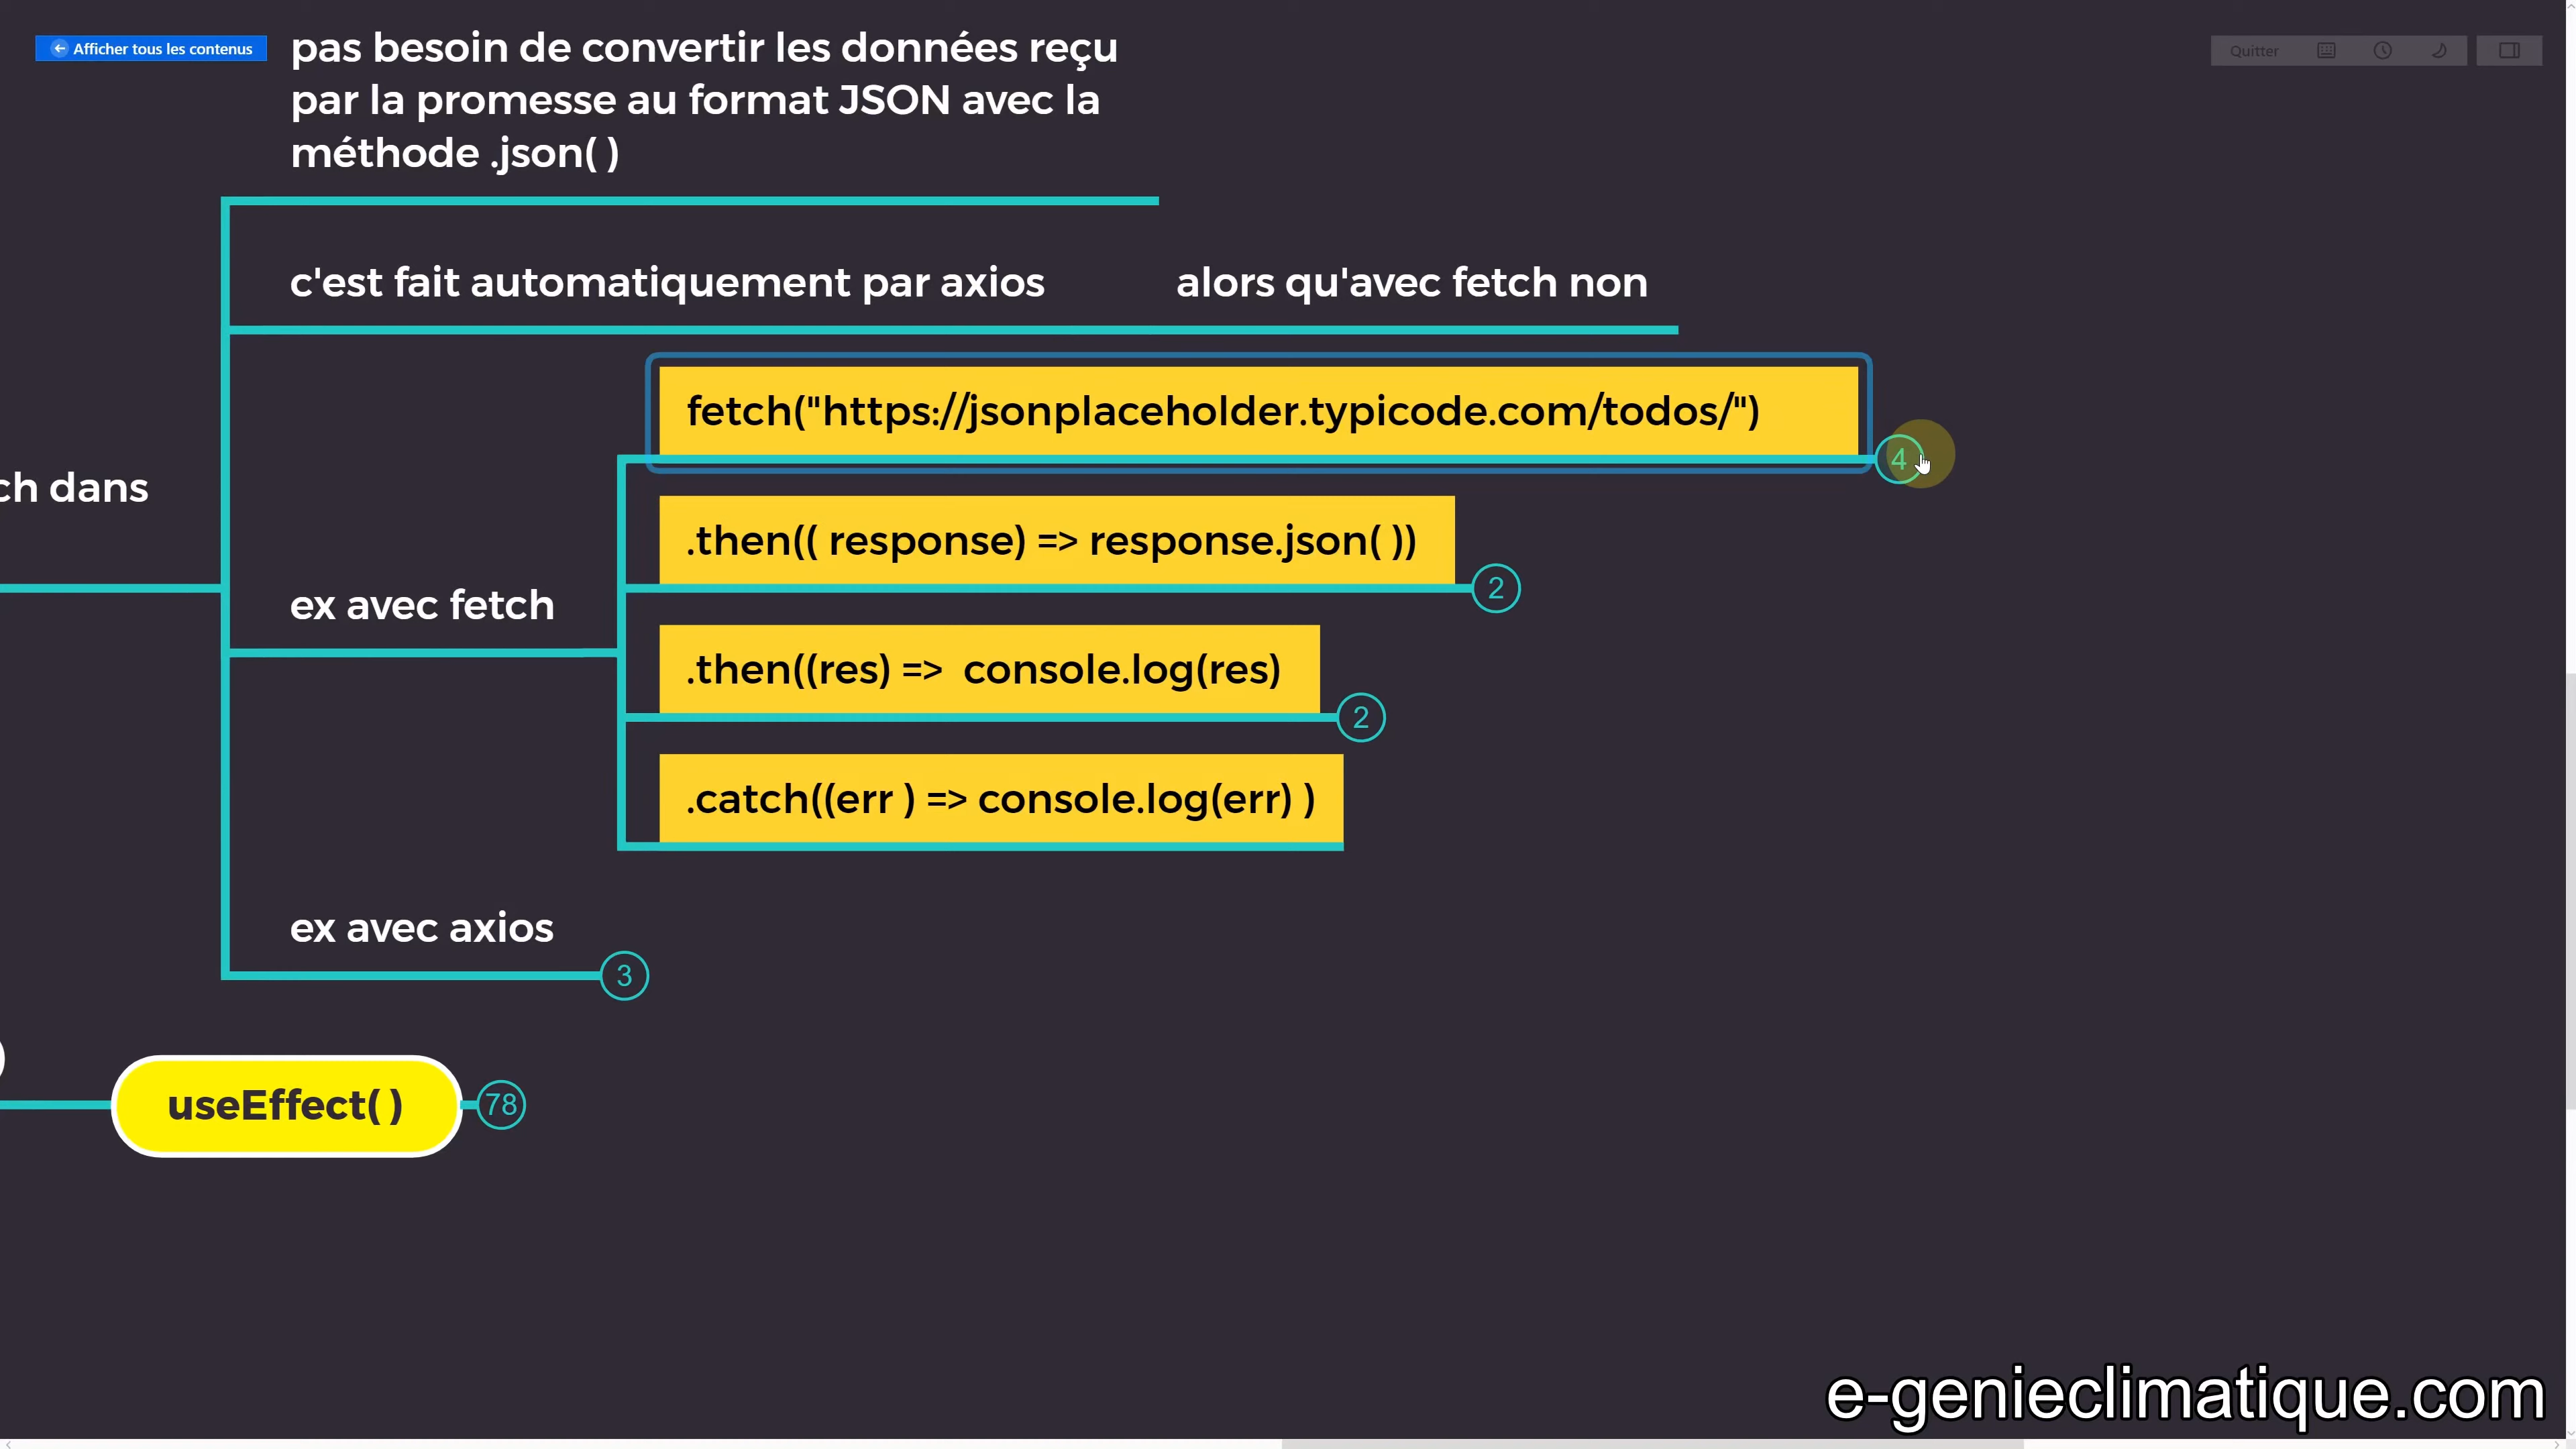 Afficher tous les contenus
Quitter
pas besoin de convertir les données reçu
par la promesse au format JSON avec la
méthode .json( )
c'est fait automatiquement par axios
alors qu'avec fetch non
fetch("https://jsonplaceholder.typicode.com/todos/")
4
ch dans
.then(( response) => response.json( ))
2
ex avec fetch
.then((res) =>  console.log(res)
2
.catch((err ) => console.log(err) )
ex avec axios
3
useEffect( )
78
e-genieclimatique.com